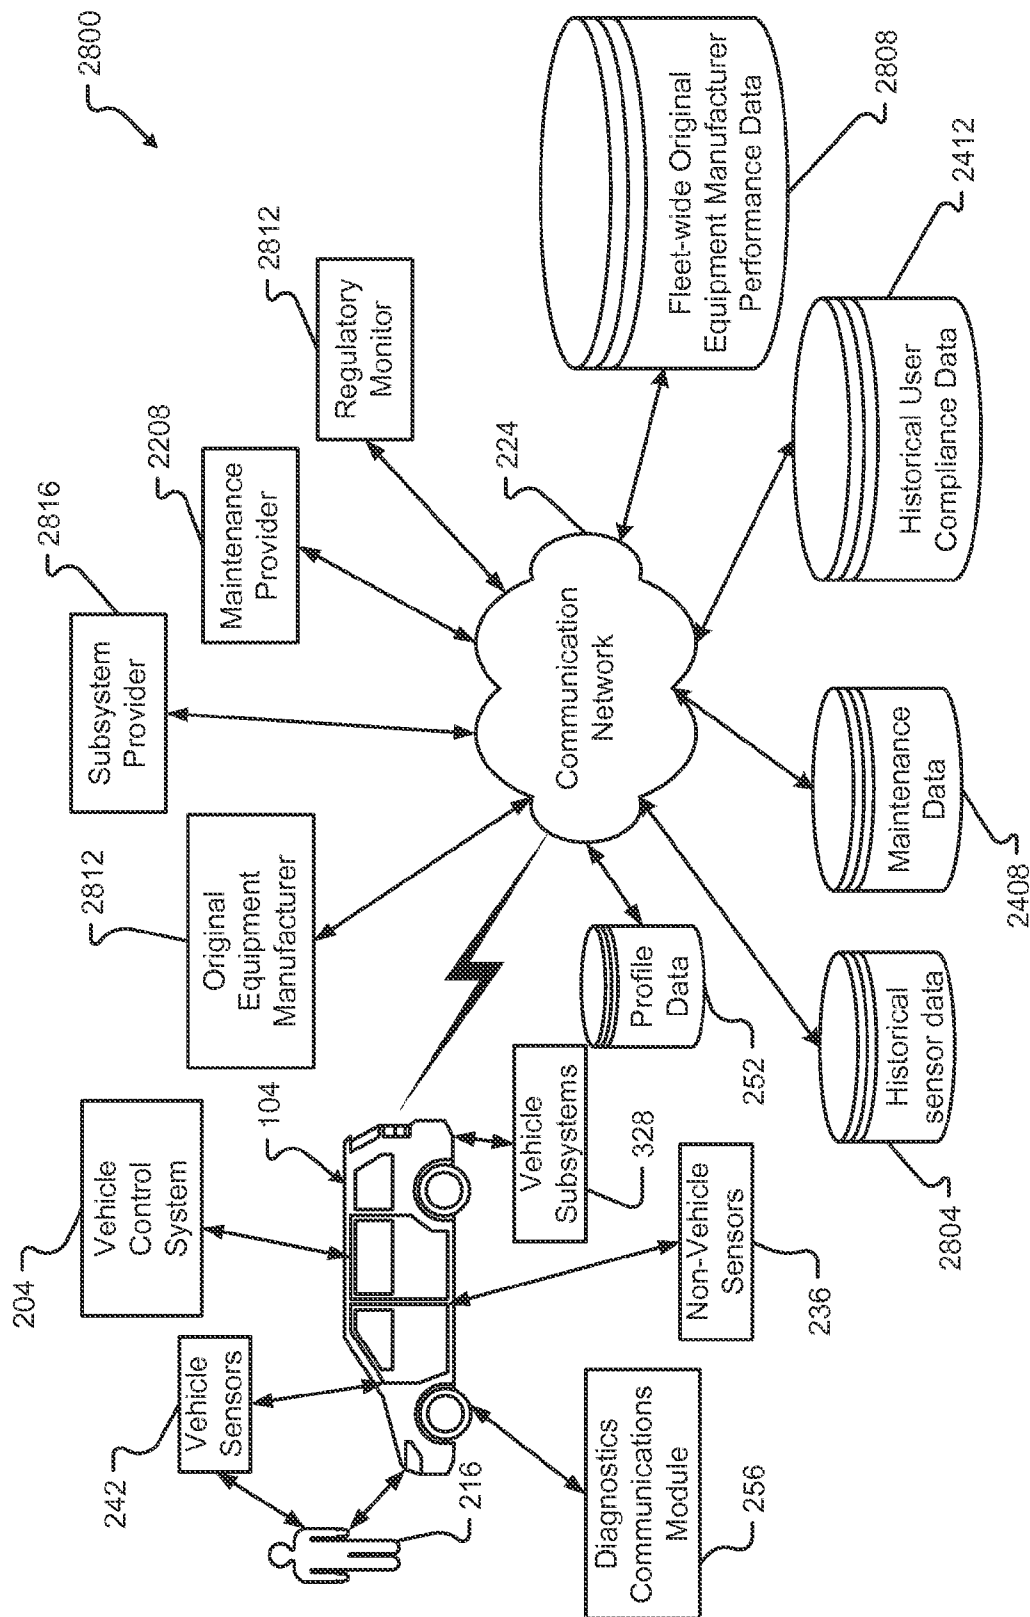 2800
2816
Subsystem
Provider
2208
Maintenance
Provider
2812
Regulatory
Monitor
2812
Original
Equipment
Manufacturer
204
Vehicle
Control
System
104
242
Vehicle
Sensors
216
224
Communication
Network
Fleet-wide Original
Equipment Manufacturer
Performance Data
2808
Vehicle
Subsystems
328
Profile
Data
252
Diagnostics
Communications
Module
256
Non-Vehicle
Sensors
236
Historical
sensor data
2804
Maintenance
Data
2408
Historical User
Compliance Data
2412